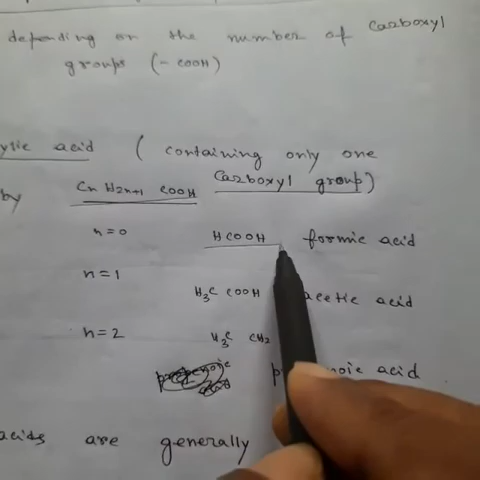 depending on the number of Carboxyl
groups (-COOH)
acid (containing only one
by CnH2n+1 COOH Carboxyl group)
n=0 HCOOH formic acid
n=1 H3C COOH acetic acid
n=2 H3C CH2
acid
acids are generally